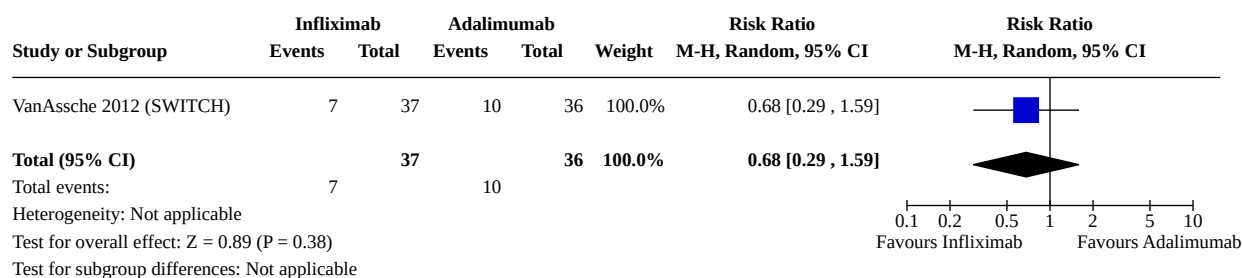 Infliximab Adalimumab Risk Ratio Risk Ratio
Study or Subgroup Events Total Events Total Weight M-H, Random, 95% CI M-H, Random, 95% CI
VanAssche 2012 (SWITCH) 7 37 10 36 100.0% 0.68 [0.29 , 1.59]
Total (95% CI) 37 36 100.0% 0.68 [0.29 , 1.59]
Total events: 7 10
Heterogeneity: Not applicable
0.1 0.2 0.5 1 2 5 10
Test for overall effect: Z = 0.89 (P = 0.38) Favours Infliximab Favours Adalimumab
Test for subgroup differences: Not applicable